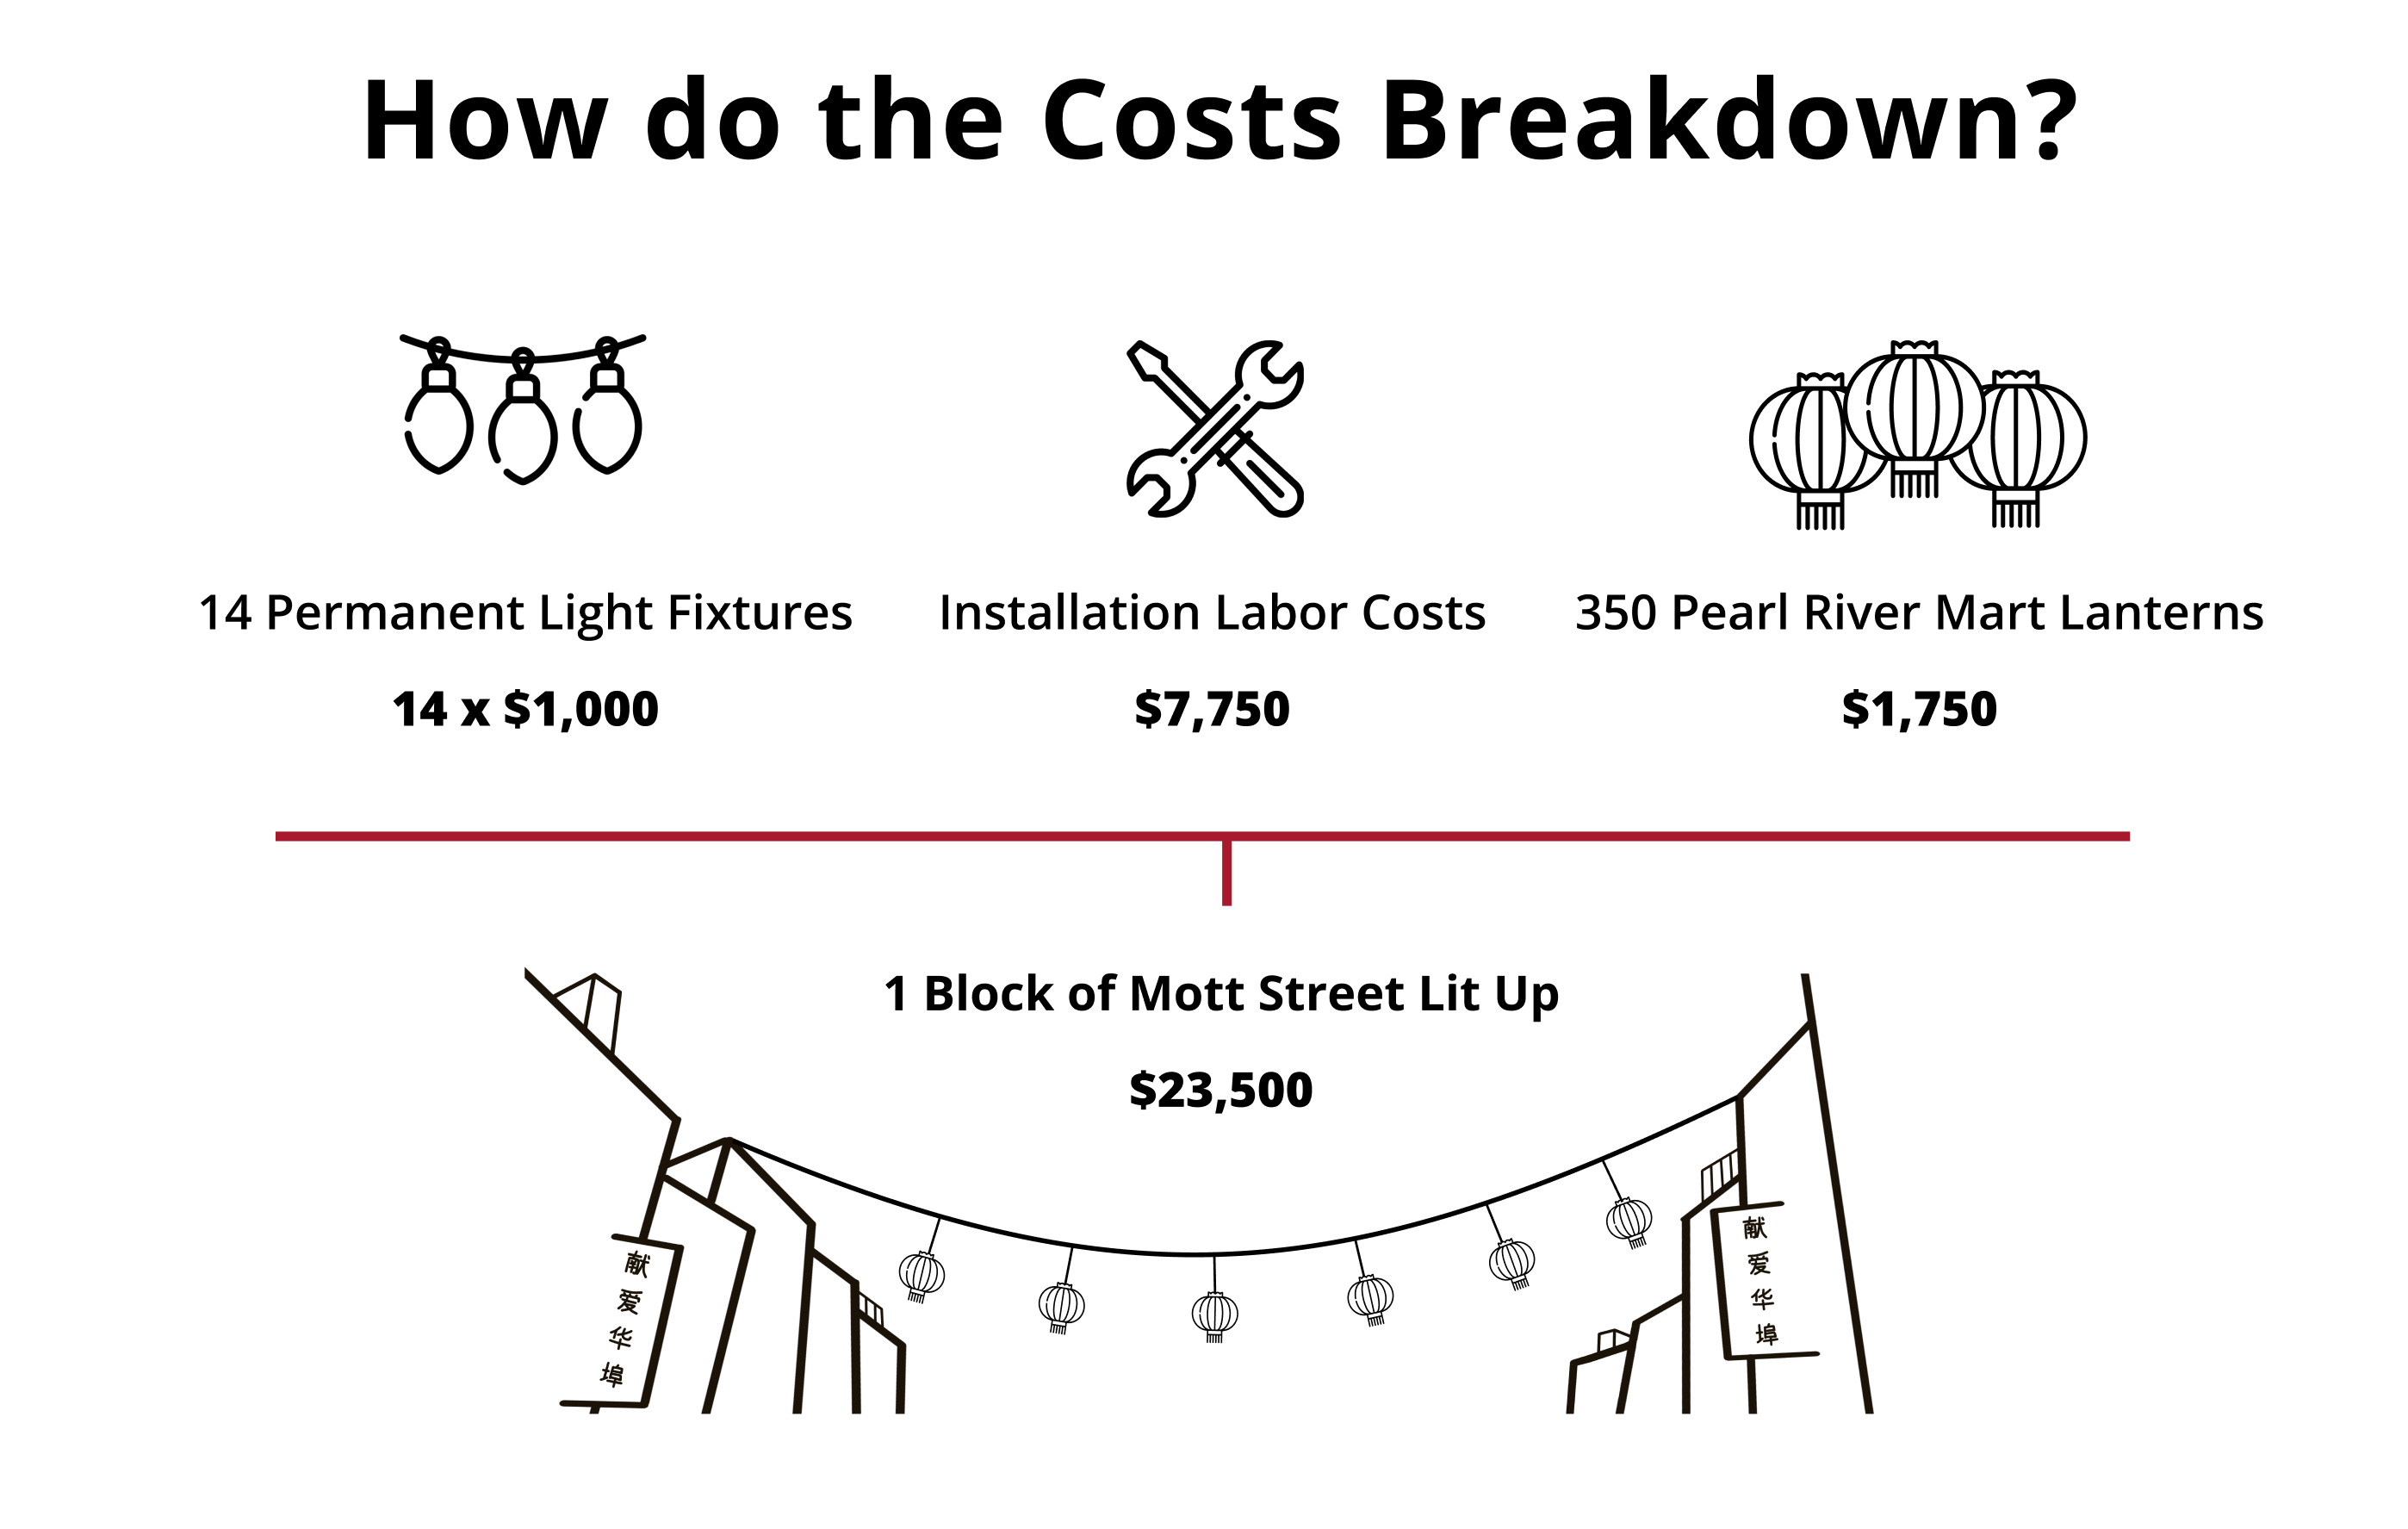 How do the Costs Breakdown?
14 Permanent Light Fixtures
14 x $1,000
Installation Labor Costs
$7,750
350 Pearl River Mart Lanterns
$1,750
1 Block of Mott Street Lit Up
$23,500
献
爱
华
埠
献
爱
华
埠